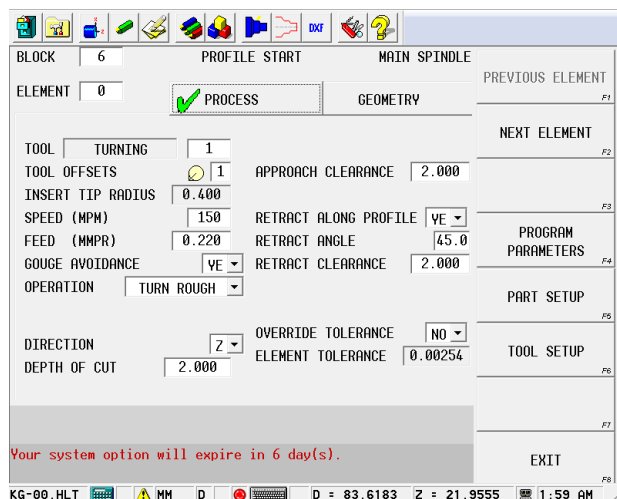 DXF
BLOCK 6 PROFILE START MAIN SPINDLE
ELEMENT 0
PROCESS GEOMETRY
TOOL TURNING 1
TOOL OFFSETS 1 APPROACH CLEARANCE 2.000
INSERT TIP RADIUS 0.400
SPEED (MPM) 150 RETRACT ALONG PROFILE YE
FEED (MMPR) 0.220 RETRACT ANGLE 45.0
GOUGE AVOIDANCE YE RETRACT CLEARANCE 2.000
OPERATION TURN ROUGH
OVERRIDE TOLERANCE NO
DIRECTION Z
ELEMENT TOLERANCE 0.00254
DEPTH OF CUT 2.000
PREVIOUS ELEMENT
F1
NEXT ELEMENT
F2
F3
PROGRAM
PARAMETERS
F4
PART SETUP
F5
TOOL SETUP
F6
F7
EXIT
F8
Your system option will expire in 6 day(s).
KG-00.HLT MM D D = 83.6183 Z = 21.9555 1:59 AM